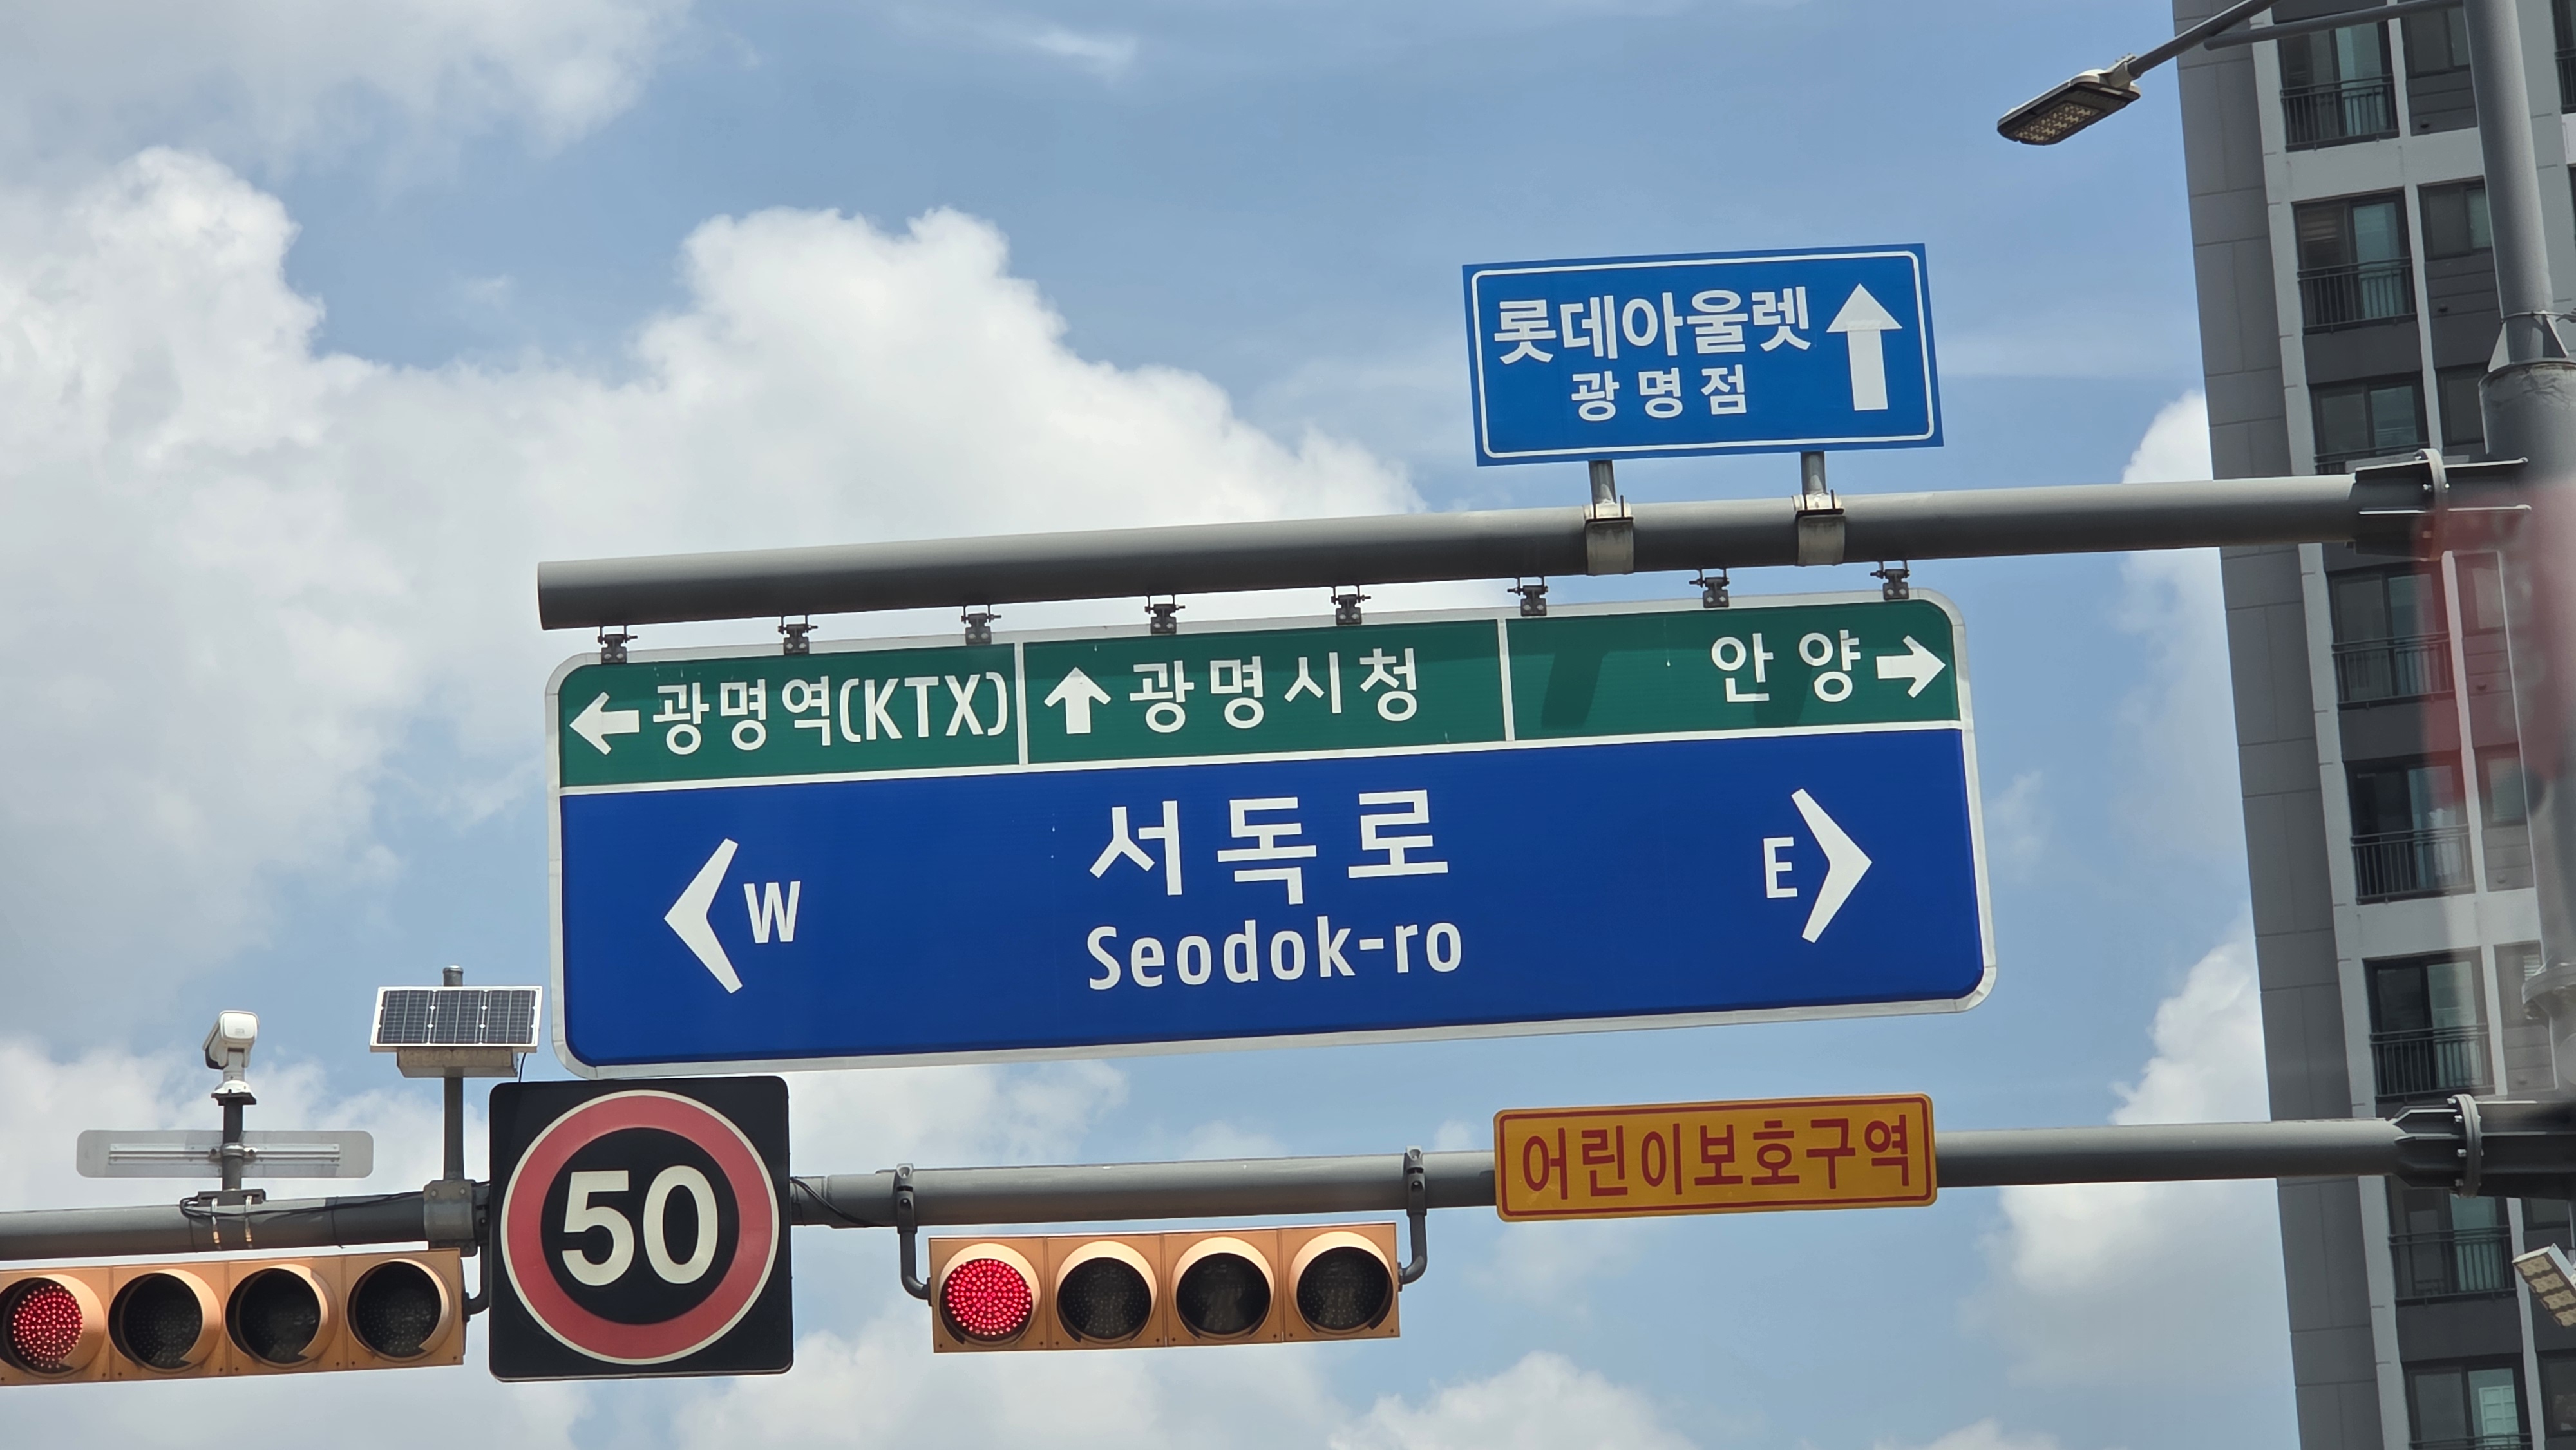 롯데아울렛
광명점
광명역(KTX)
광명시청
안양
서독로
W
E
Seodok-ro
50
어린이보호구역